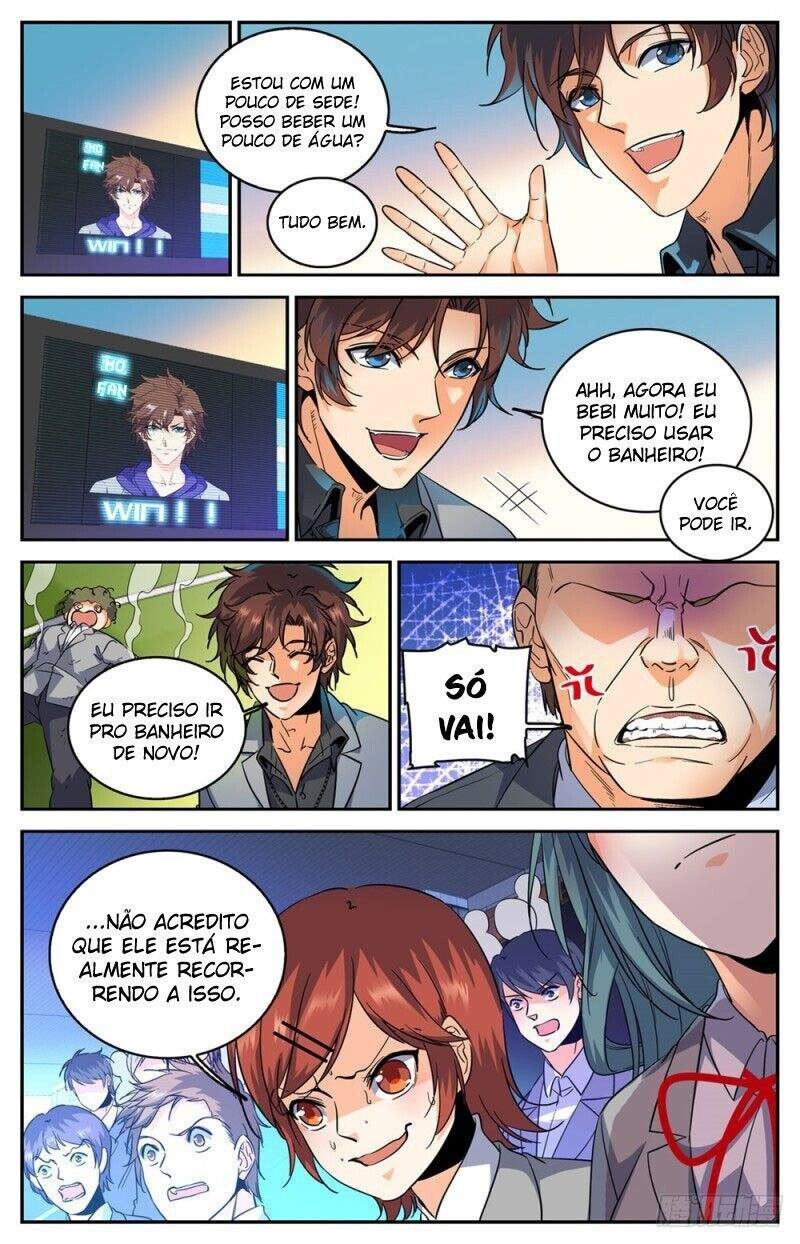 MO
FAN
WIN!!
ESTOU COM UM
POUCO DE SEDE!
POSSO BEBER UM
POUCO DE ÁGUA?
TUDO BEM.
MO
FAN
WIN!!
AHH, AGORA EU
BEBI MUITO! EU
PRECISO USAR
O BANHEIRO!
VOCÊ
PODE IR.
EU PRECISO IR
PRO BANHEIRO
DE NOVO!
SÓ
VAI!
...NÃO ACREDITO
QUE ELE ESTÁ RE-
ALMENTE RECOR-
RENDO A ISSO.